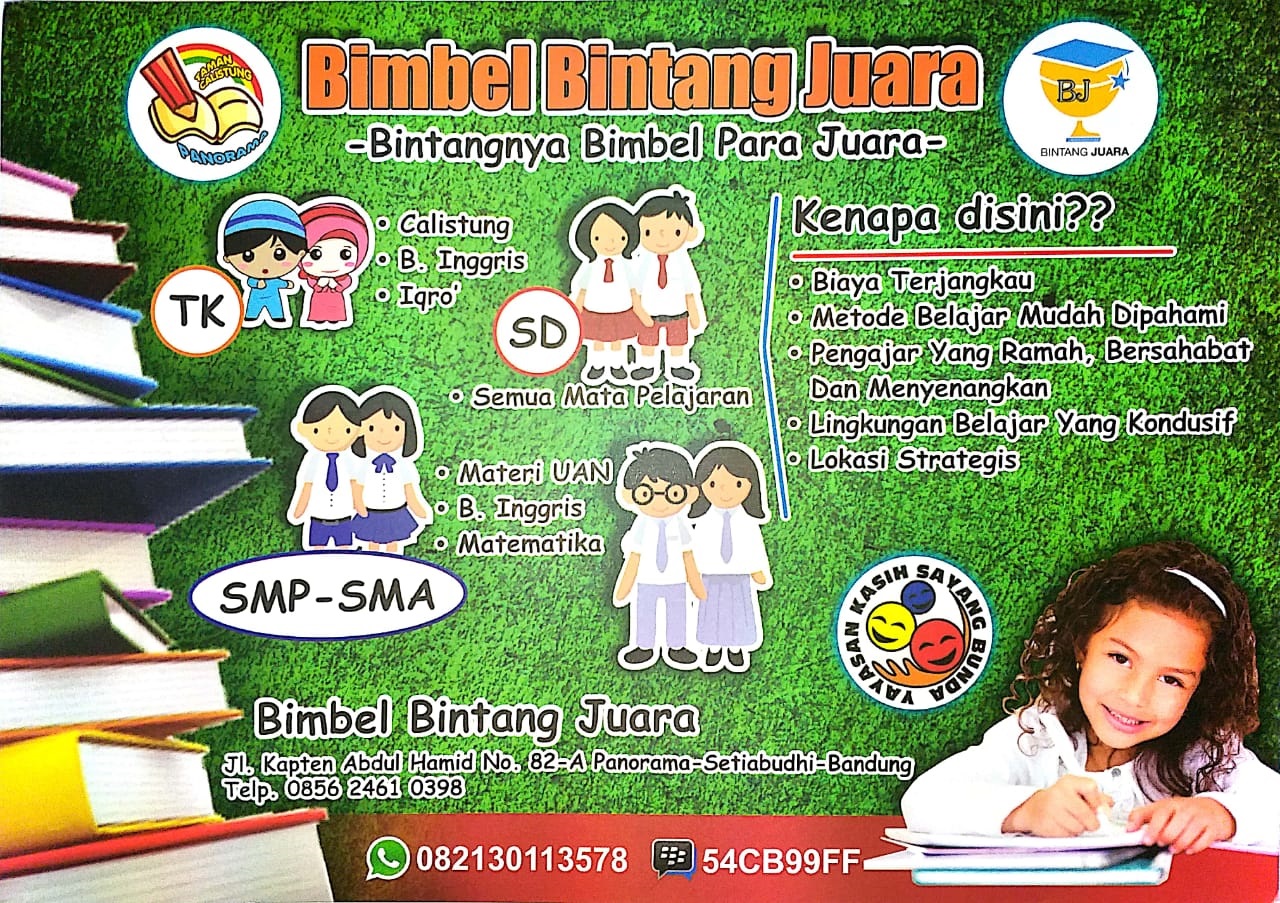 TAMAN
CALISTUNG
PANORAMA
Bimbel Bintang Juara
-Bintangnya Bimbel Para Juara-
BJ
BINTANG JUARA
TK
• Calistung
• B. Inggris
• Iqro'
SD
• Semua Mata Pelajaran
SMP-SMA
• Materi UAN
• B. Inggris
• Matematika
Kenapa disini??
• Biaya Terjangkau
• Metode Belajar Mudah Dipahami
• Pengajar Yang Ramah, Bersahabat
Dan Menyenangkan
• Lingkungan Belajar Yang Kondusif
• Lokasi Strategis
YAYASAN KASIH SAYANG BUNDA
Bimbel Bintang Juara
Jl. Kapten Abdul Hamid No. 82-A Panorama-Setiabudhi-Bandung
Telp. 0856 2461 0398
082130113578 54CB99FF